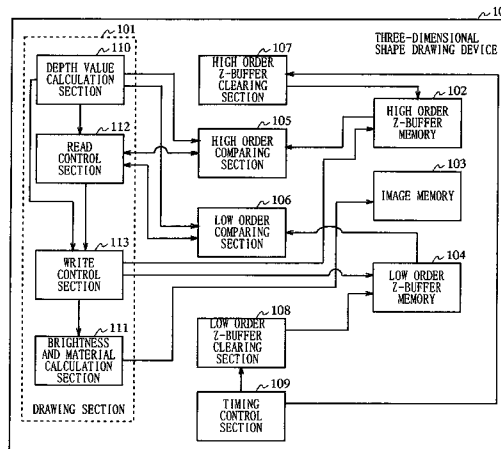 10
THREE-DIMENSIONAL
SHAPE DRAWING DEVICE
101
110
DEPTH VALUE
CALCULATION
SECTION
107
HIGH ORDER
Z-BUFFER
CLEARING
SECTION
102
HIGH ORDER
Z-BUFFER
MEMORY
112
READ
CONTROL
SECTION
105
HIGH ORDER
COMPARING
SECTION
103
IMAGE MEMORY
106
LOW ORDER
COMPARING
SECTION
113
WRITE
CONTROL
SECTION
104
LOW ORDER
Z-BUFFER
MEMORY
111
BRIGHTNESS
AND MATERIAL
CALCULATION
SECTION
108
LOW ORDER
Z-BUFFER
CLEARING
SECTION
DRAWING SECTION
109
TIMING
CONTROL
SECTION